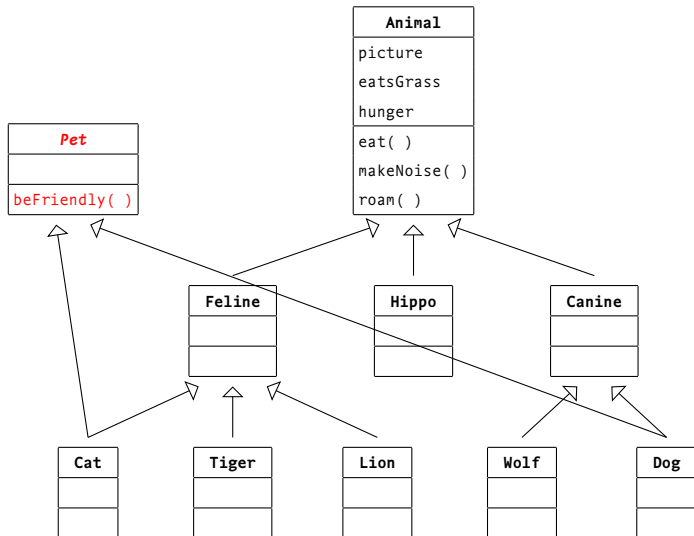 Animal
picture
eatsGrass
hunger
eat( )
makeNoise( )
roam( )
Pet
beFriendly( )
Feline
Hippo
Canine
Cat
Tiger
Lion
Wolf
Dog